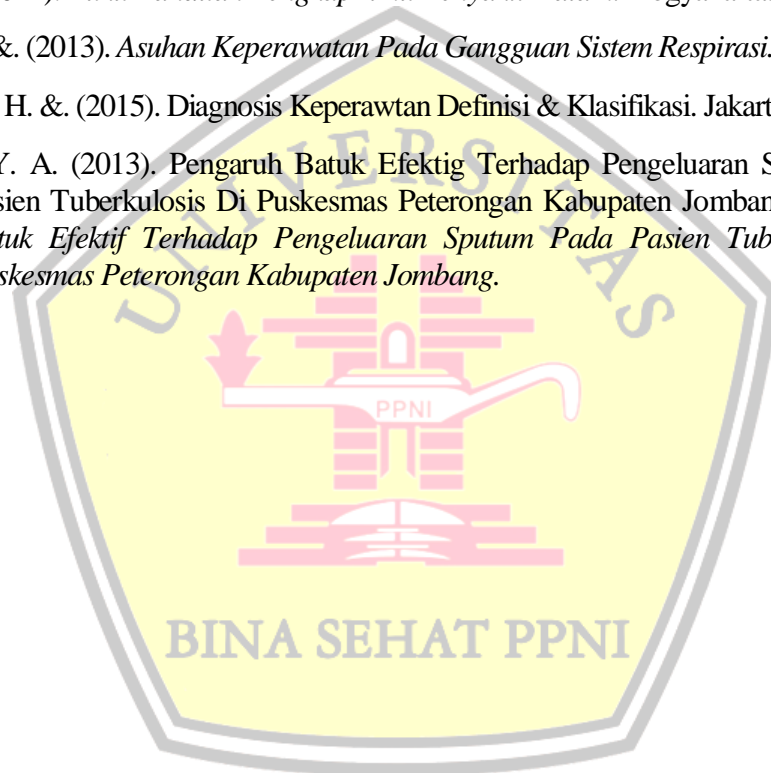 &. (2013). Asuhan Keperawatan Pada Gangguan Sistem Respirasi.
H. &. (2015). Diagnosis Keperawtan Definisi & Klasifikasi. Jakart
Y. A. (2013). Pengaruh Batuk Efektig Terhadap Pengeluaran S
sien Tuberkulosis Di Puskesmas Peterongan Kabupaten Jomban
tuk Efektif Terhadap Pengeluaran Sputum Pada Pasien Tub
skesmas Peterongan Kabupaten Jombang.
UNIVERSITAS
PPNI
BINA SEHAT PPNI